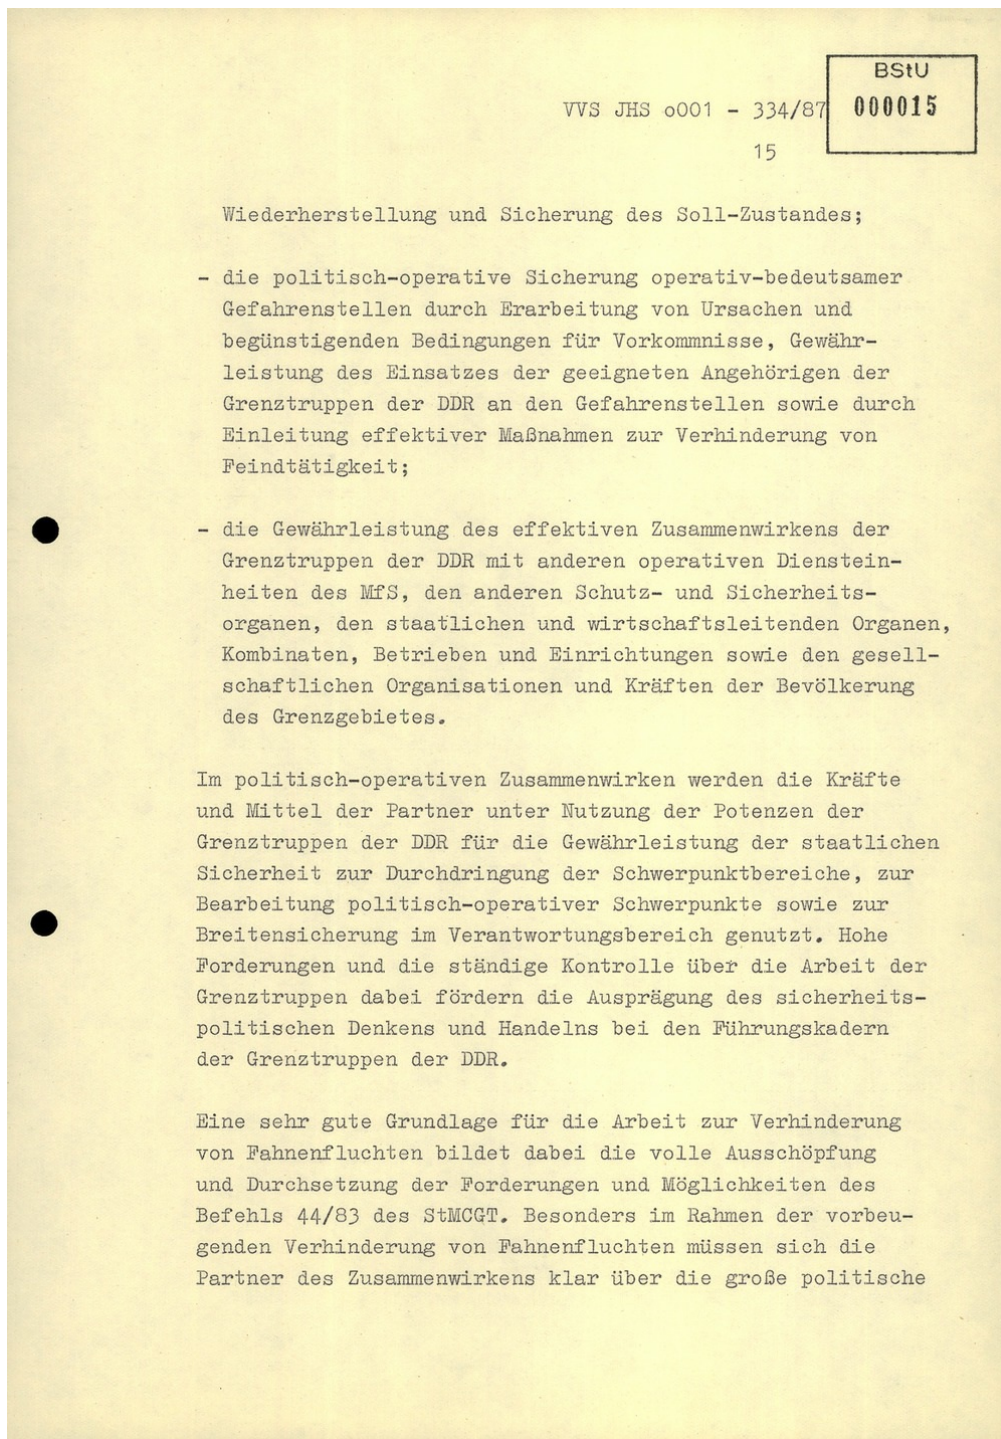 BStU
000015
VVS JHS o001 - 334/87
15
Wiederherstellung und Sicherung des Soll-Zustandes;
- die politisch-operative Sicherung operativ-bedeutsamer
Gefahrenstellen durch Erarbeitung von Ursachen und
begünstigenden Bedingungen für Vorkommnisse, Gewähr-
leistung des Einsatzes der geeigneten Angehörigen der
Grenztruppen der DDR an den Gefahrenstellen sowie durch
Einleitung effektiver Maßnahmen zur Verhinderung von
Feindtätigkeit;
- die Gewährleistung des effektiven Zusammenwirkens der
Grenztruppen der DDR mit anderen operativen Dienstein-
heiten des MfS, den anderen Schutz- und Sicherheits-
organen, den staatlichen und wirtschaftsleitenden Organen,
Kombinaten, Betrieben und Einrichtungen sowie den gesell-
schaftlichen Organisationen und Kräften der Bevölkerung
des Grenzgebietes.
Im politisch-operativen Zusammenwirken werden die Kräfte
und Mittel der Partner unter Nutzung der Potenzen der
Grenztruppen der DDR für die Gewährleistung der staatlichen
Sicherheit zur Durchdringung der Schwerpunktbereiche, zur
Bearbeitung politisch-operativer Schwerpunkte sowie zur
Breitensicherung im Verantwortungsbereich genutzt. Hohe
Forderungen und die ständige Kontrolle über die Arbeit der
Grenztruppen dabei fördern die Ausprägung des sicherheits-
politischen Denkens und Handelns bei den Führungskadern
der Grenztruppen der DDR.
Eine sehr gute Grundlage für die Arbeit zur Verhinderung
von Fahnenfluchten bildet dabei die volle Ausschöpfung
und Durchsetzung der Forderungen und Möglichkeiten des
Befehls 44/83 des StMCGT. Besonders im Rahmen der vorbeu-
genden Verhinderung von Fahnenfluchten müssen sich die
Partner des Zusammenwirkens klar über die große politische